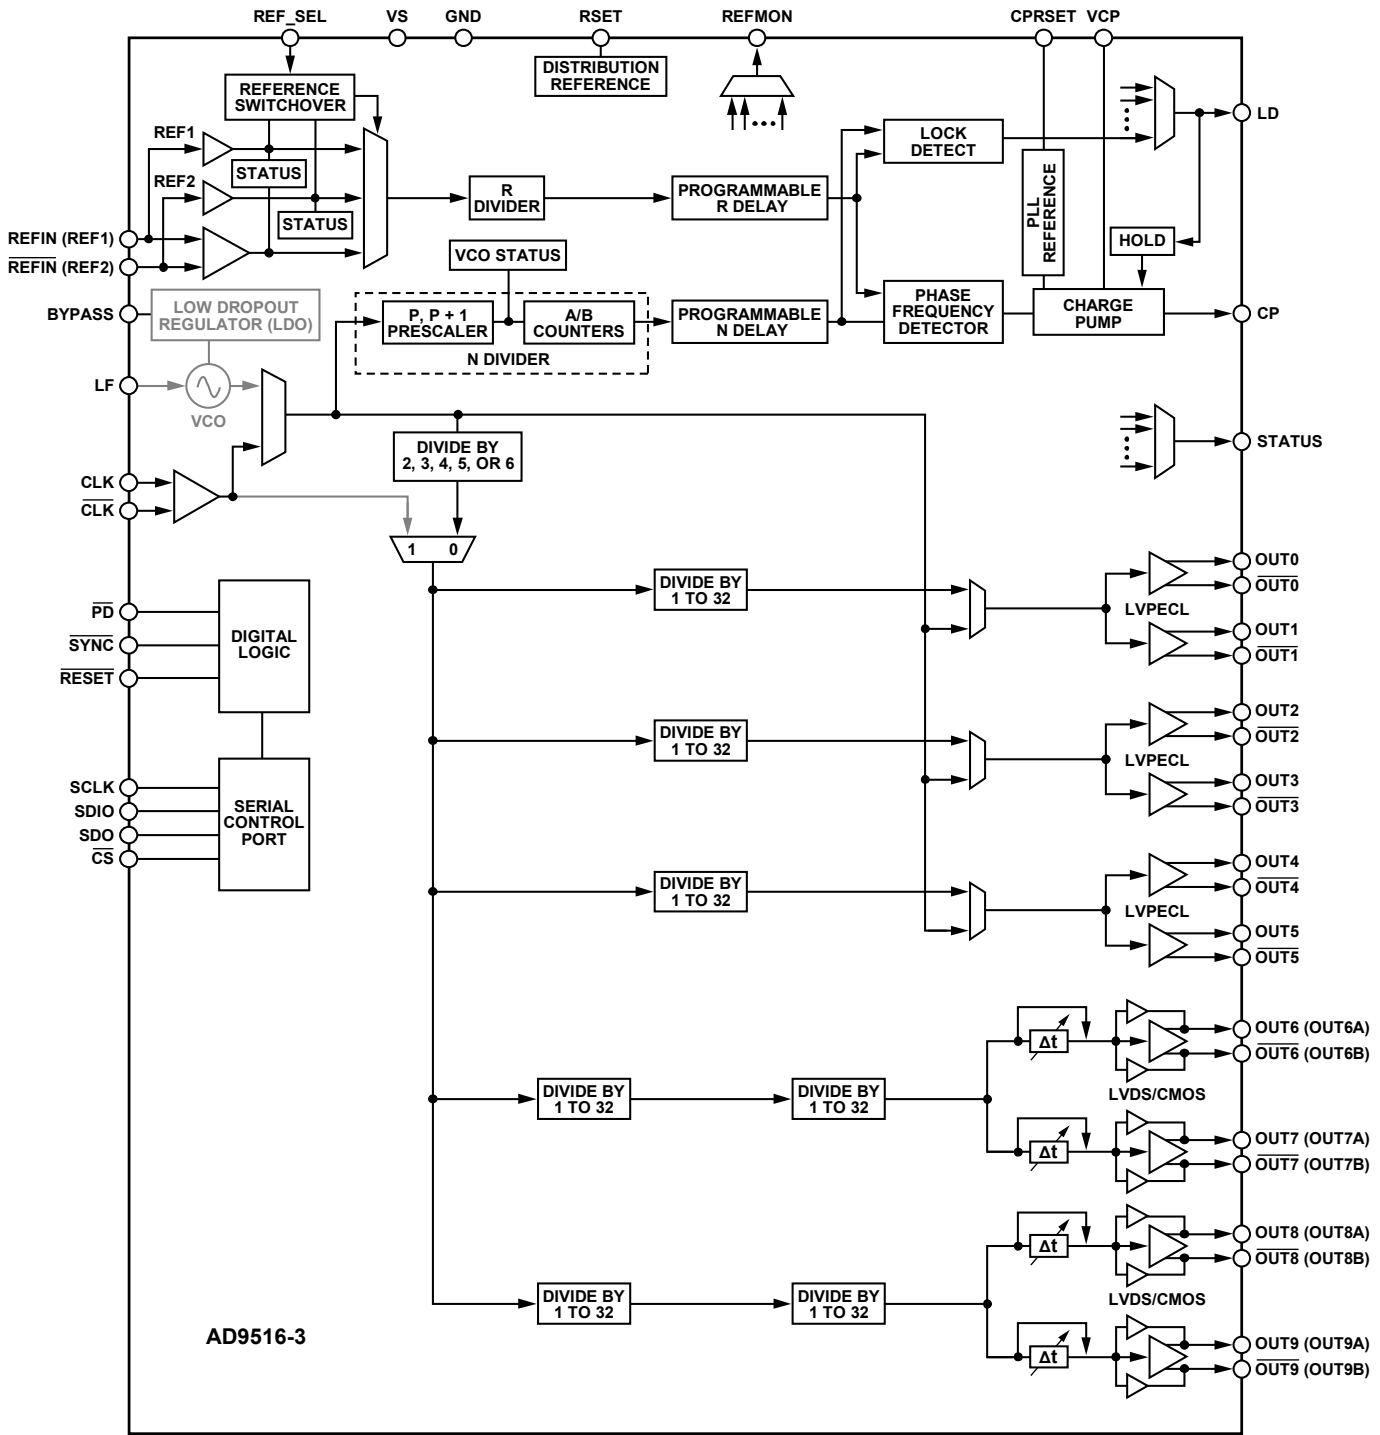 REF_SEL VS GND RSET REFMON CPRSET VCP
DISTRIBUTION
REFERENCE
REFERENCE
SWITCHOVER
REF1
STATUS
REF2
STATUS
REFIN (REF1)
REFIN (REF2)
R
DIVIDER
PROGRAMMABLE
R DELAY
LOCK
DETECT
LD
PLL
REFERENCE
HOLD
VCO STATUS
BYPASS
LOW DROPOUT
REGULATOR (LDO)
P, P + 1
PRESCALER
A/B
COUNTERS
N DIVIDER
PROGRAMMABLE
N DELAY
PHASE
FREQUENCY
DETECTOR
CHARGE
PUMP
CP
LF
VCO
STATUS
DIVIDE BY
2, 3, 4, 5, OR 6
CLK
CLK
1 0
DIVIDE BY
1 TO 32
LVPECL
OUT0
OUT0
OUT1
OUT1
PD
SYNC
RESET
DIGITAL
LOGIC
DIVIDE BY
1 TO 32
LVPECL
OUT2
OUT2
OUT3
OUT3
SCLK
SDIO
SDO
CS
SERIAL
CONTROL
PORT
DIVIDE BY
1 TO 32
LVPECL
OUT4
OUT4
OUT5
OUT5
DIVIDE BY
1 TO 32
DIVIDE BY
1 TO 32
Δt
OUT6 (OUT6A)
OUT6 (OUT6B)
LVDS/CMOS
Δt
OUT7 (OUT7A)
OUT7 (OUT7B)
DIVIDE BY
1 TO 32
DIVIDE BY
1 TO 32
Δt
OUT8 (OUT8A)
OUT8 (OUT8B)
LVDS/CMOS
Δt
OUT9 (OUT9A)
OUT9 (OUT9B)
AD9516-3